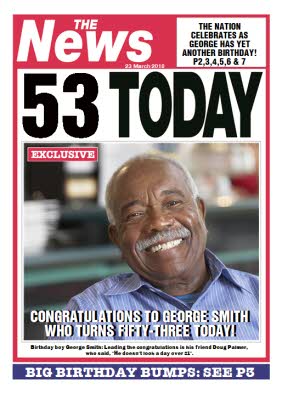 THE
News
23 March 2018
THE NATION
CELEBRATES AS
GEORGE HAS YET
ANOTHER BIRTHDAY!
P2,3,4,5,6 & 7
53 TODAY
EXCLUSIVE
CONGRATULATIONS TO GEORGE SMITH
WHO TURNS FIFTY-THREE TODAY!
Birthday boy George Smith: Leading the congratulations is his friend Doug Palmer,
who said, "He doesn't look a day over 21".
BIG BIRTHDAY BUMPS: SEE P3